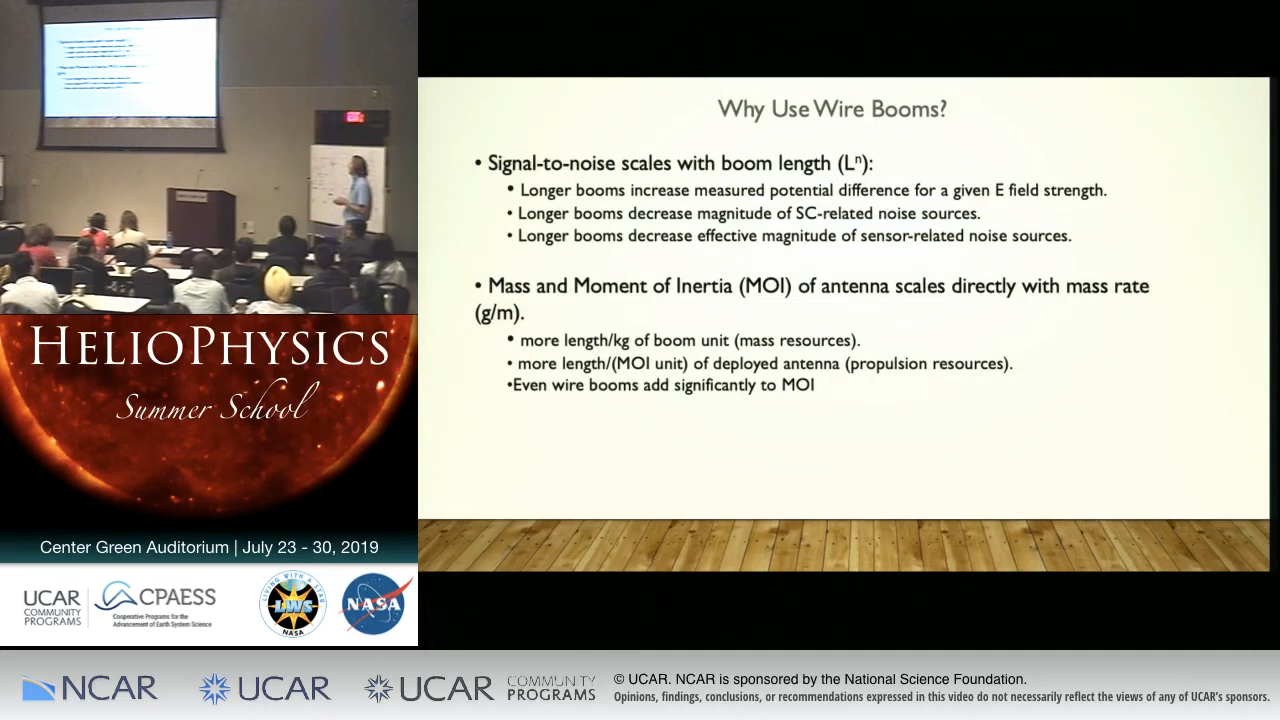 Why Use Wire Booms?
• Signal-to-noise scales with boom length (Lⁿ):
• Longer booms increase measured potential difference for a given E field strength.
• Longer booms decrease magnitude of SC-related noise sources.
• Longer booms decrease effective magnitude of sensor-related noise sources.
• Mass and Moment of Inertia (MOI) of antenna scales directly with mass rate
(g/m).
• more length/kg of boom unit (mass resources).
• more length/(MOI unit) of deployed antenna (propulsion resources).
•Even wire booms add significantly to MOI
HELIOPHYSICS
Summer School
Center Green Auditorium | July 23 - 30, 2019
UCAR
COMMUNITY
PROGRAMS
CPAESS
Cooperative Programs for the
Advancement of Earth System Science
LIVING WITH A STAR
LWS
NASA
NASA
NCAR
UCAR
UCAR
COMMUNITY
PROGRAMS
© UCAR. NCAR is sponsored by the National Science Foundation.
Opinions, findings, conclusions, or recommendations expressed in this video do not necessarily reflect the views of any of UCAR's sponsors.